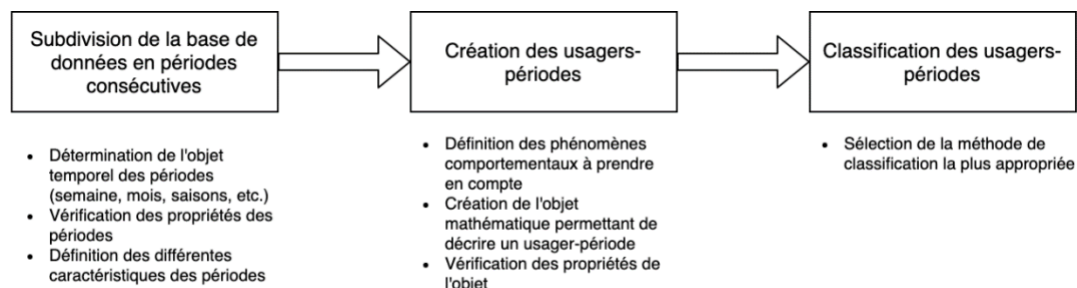 Subdivision de la base de
données en périodes
consécutives
Création des usagers-
périodes
Classification des usagers-
périodes
• Détermination de l'objet
temporel des périodes
(semaine, mois, saisons, etc.)
• Vérification des propriétés des
périodes
• Définition des différentes
caractéristiques des périodes
• Définition des phénomènes
comportementaux à prendre
en compte
• Création de l'objet
mathématique permettant de
décrire un usager-période
• Vérification des propriétés de
l'objet
• Sélection de la méthode de
classification la plus appropriée